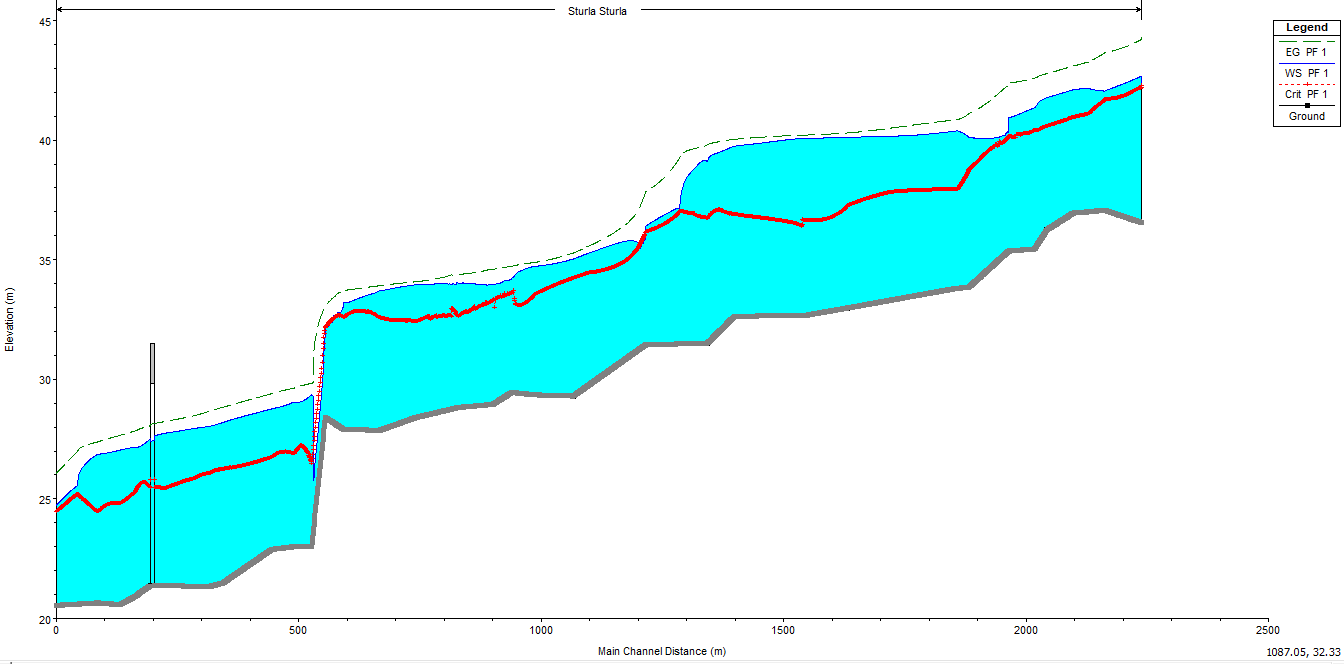 Sturla Sturla
45
40
35
30
25
20
Elevation (m)
0
500
1000
1500
2000
2500
Main Channel Distance (m)
Legend
EG PF 1
WS PF 1
Crit PF 1
Ground
1087.05, 32.33